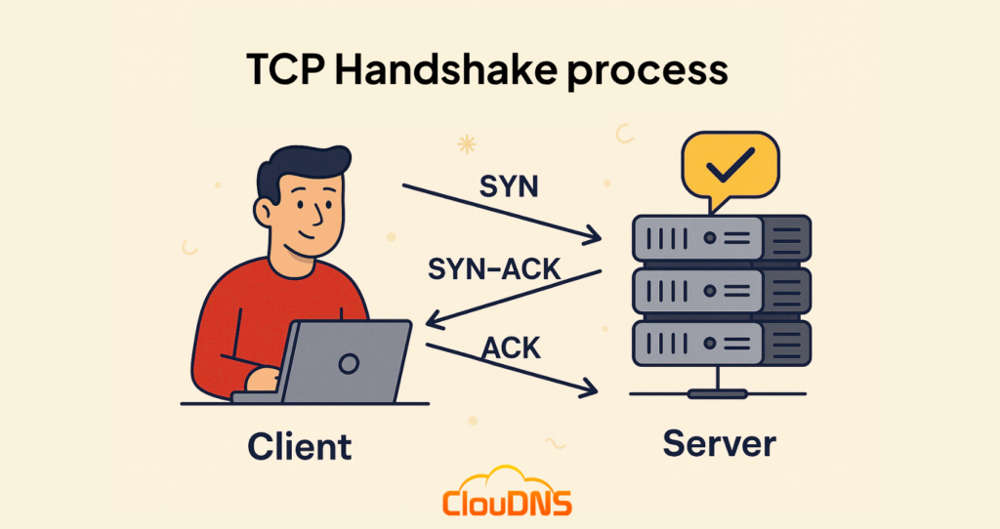 TCP Handshake process
SYN
SYN-ACK
ACK
Client
Server
ClouDNS